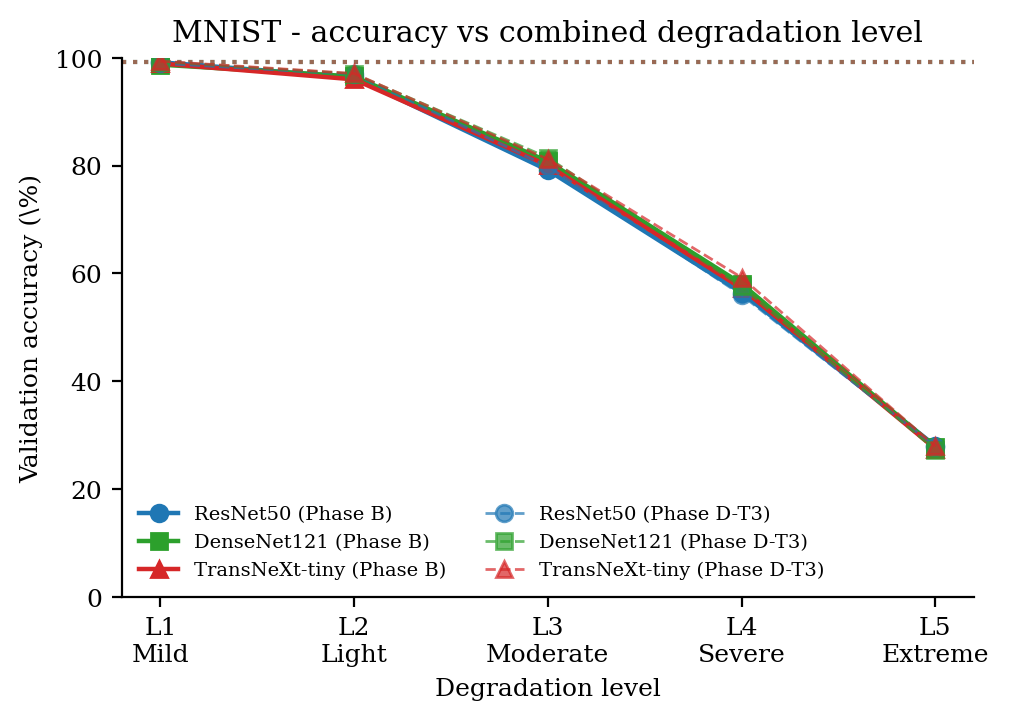 MNIST - accuracy vs combined degradation level
Validation accuracy (\%)
100
80
60
40
20
0
ResNet50 (Phase B)
DenseNet121 (Phase B)
TransNeXt-tiny (Phase B)
ResNet50 (Phase D-T3)
DenseNet121 (Phase D-T3)
TransNeXt-tiny (Phase D-T3)
L1
Mild
L2
Light
L3
Moderate
L4
Severe
L5
Extreme
Degradation level